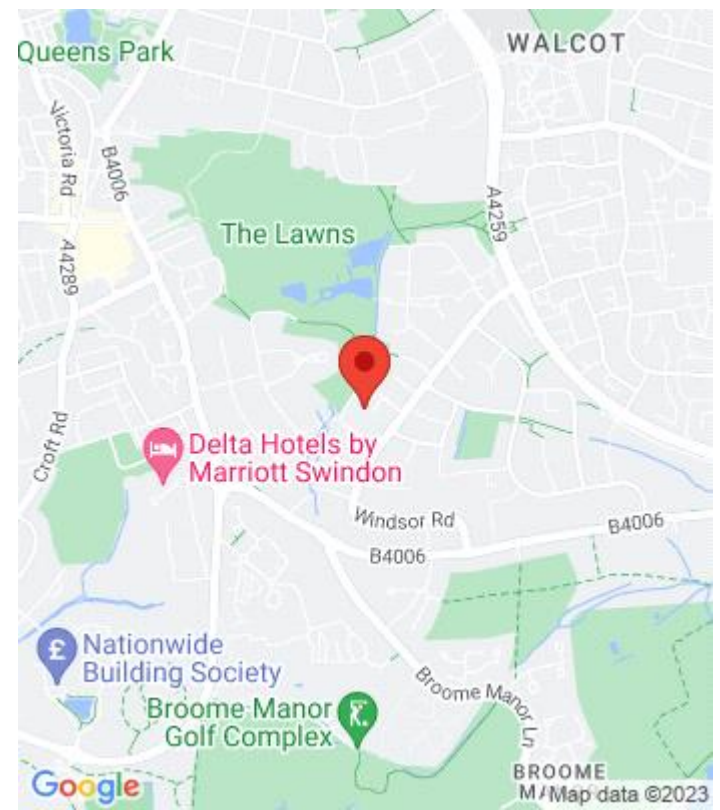 Queens Park
WALCOT
Victoria Rd
B4006
A4259
The Lawns
A4289
Croft Rd
Delta Hotels by
Marriott Swindon
Windsor Rd
B4006
B4006
£
Nationwide
Building Society
Broome Manor Ln
Broome Manor
Golf Complex
BROOME
Google
Map data ©2023